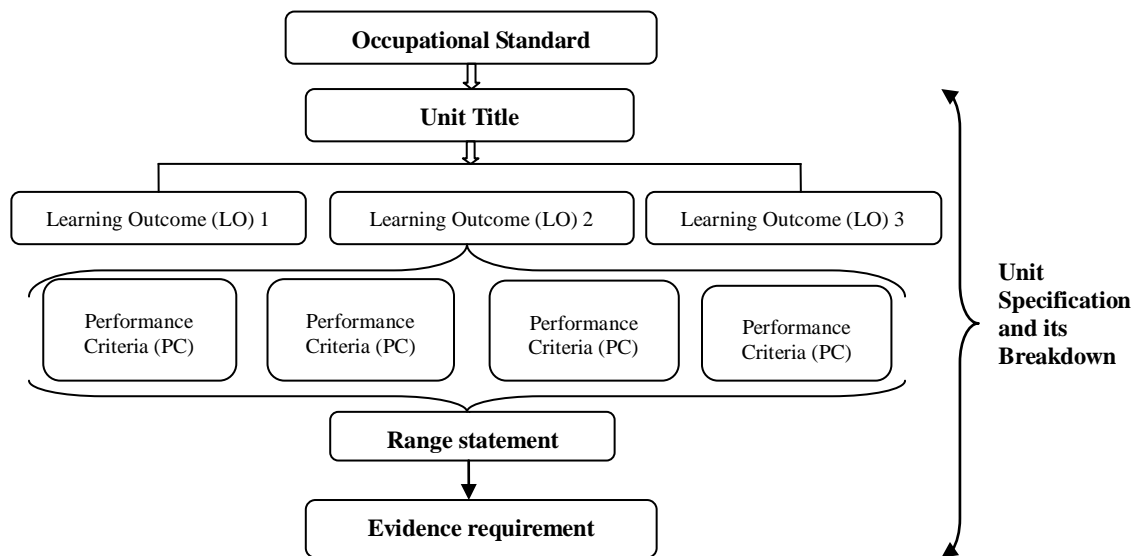 Occupational Standard
Unit Title
Learning Outcome (LO) 1
Learning Outcome (LO) 2
Learning Outcome (LO) 3
Performance
Criteria (PC)
Performance
Criteria (PC)
Performance
Criteria (PC)
Performance
Criteria (PC)
Range statement
Evidence requirement
Unit
Specification
and its
Breakdown